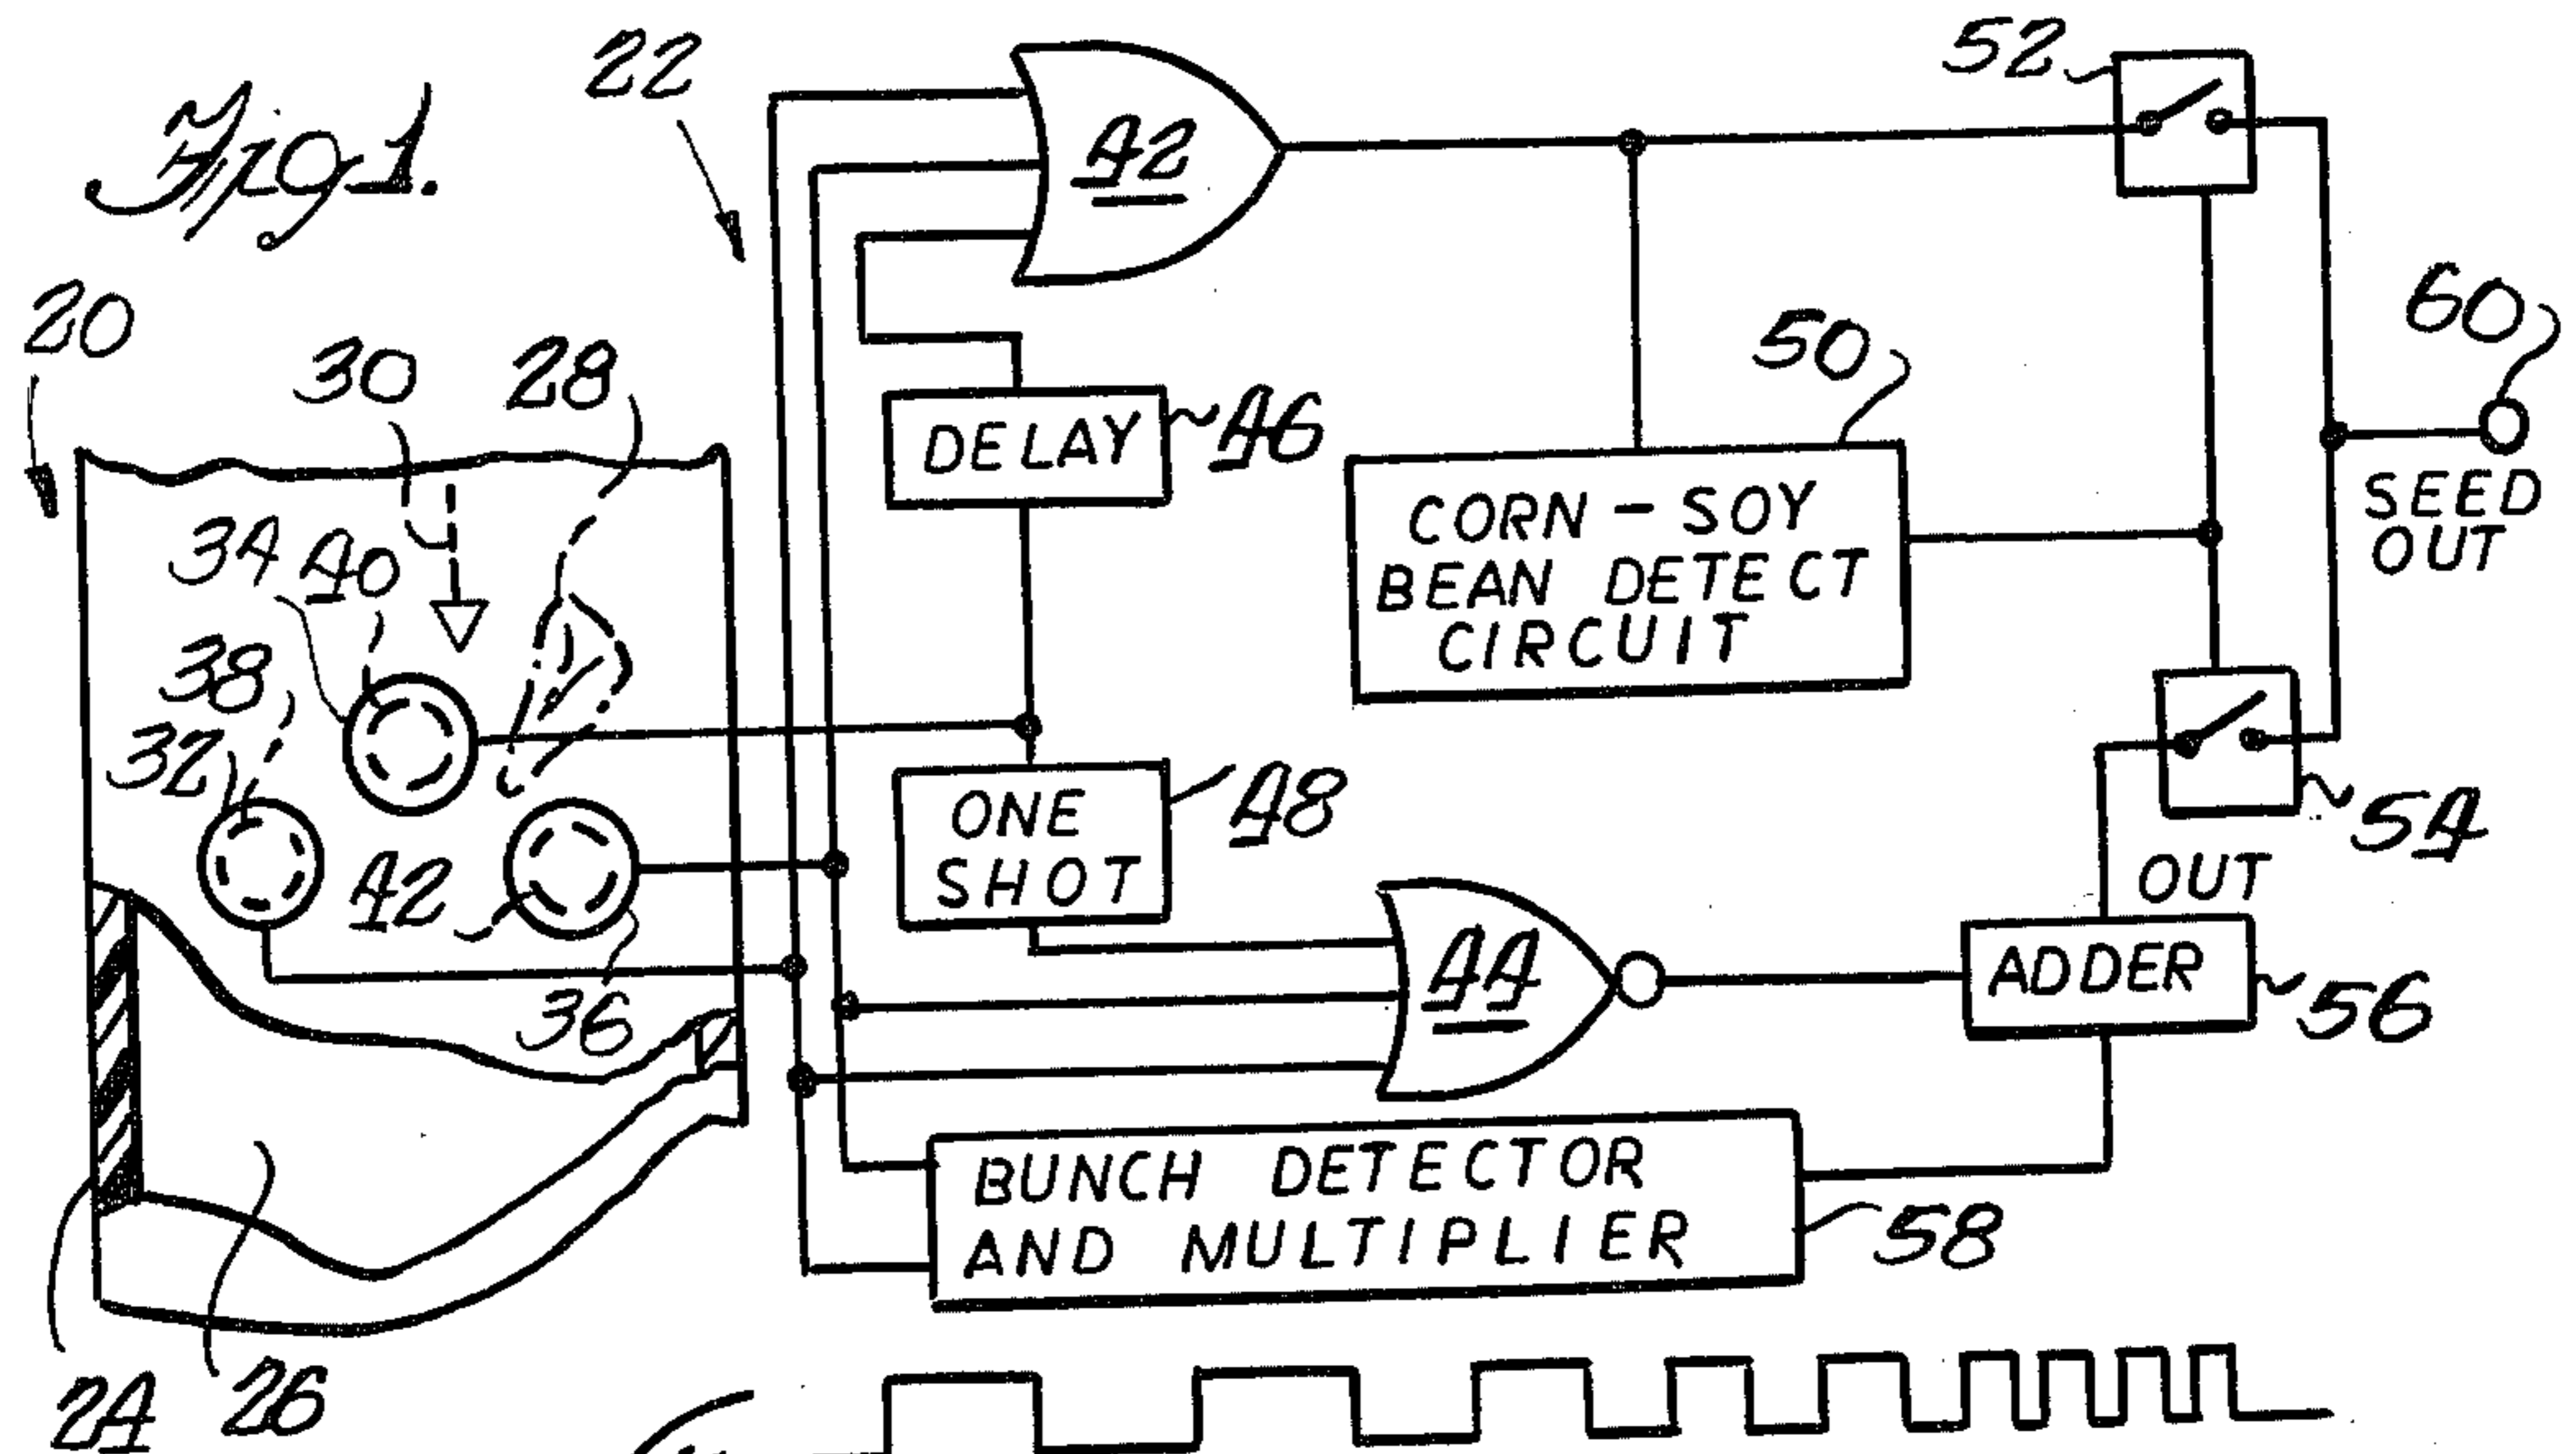 Fig 1.
22
52
20
42
60
30
28
50
DELAY
46
CORN - SOY
BEAN DETECT
CIRCUIT
SEED
OUT
34
40
38
32
ONE
SHOT
48
54
42
OUT
44
ADDER
56
36
BUNCH DETECTOR
AND MULTIPLIER
58
24
26